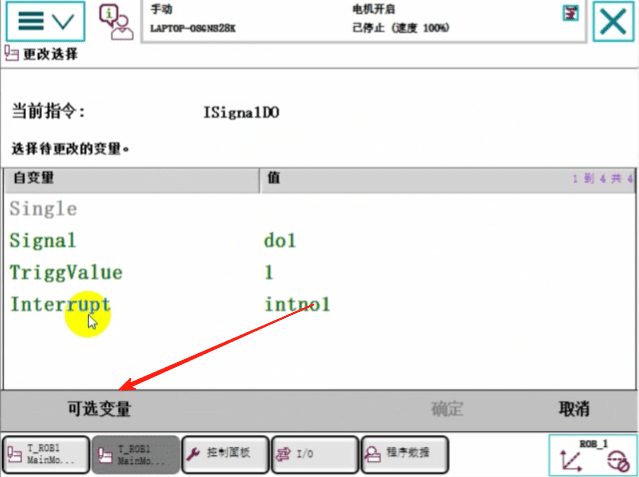 手动
电机开启
LAPTOP-O8GNS28K
已停止 (速度 100%)
更改选择
当前指令: ISignalDO
选择待更改的变量。
自变量 值 1 到 4 共 4
Single
Signal do1
TriggValue 1
Interrupt intno1
可选变量 确定 取消
T_ROB1
MainMo...
T_ROB1
MainMo...
控制面板
I/O
程序数据
ROB_1